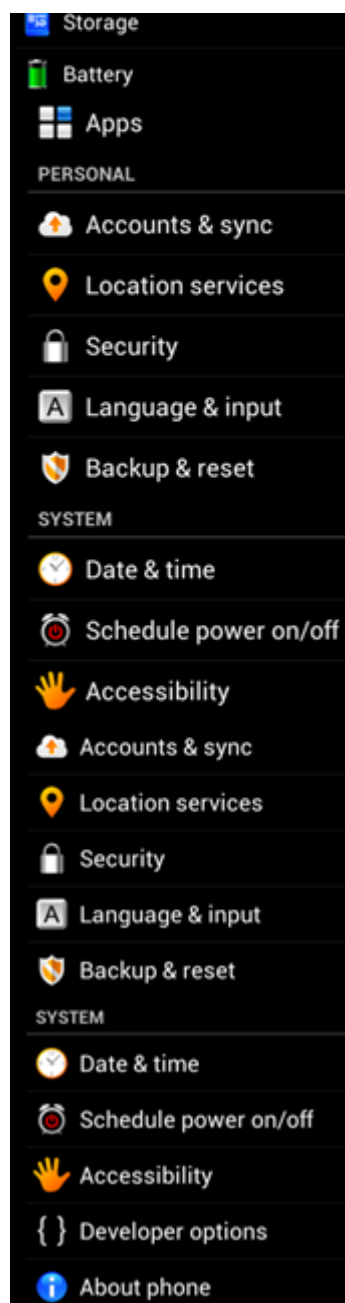 Storage
Battery
Apps
PERSONAL
Accounts & sync
Location services
Security
A Language & input
Backup & reset
SYSTEM
Date & time
Schedule power on/off
Accessibility
Accounts & sync
Location services
Security
A Language & input
Backup & reset
SYSTEM
Date & time
Schedule power on/off
Accessibility
{ } Developer options
About phone